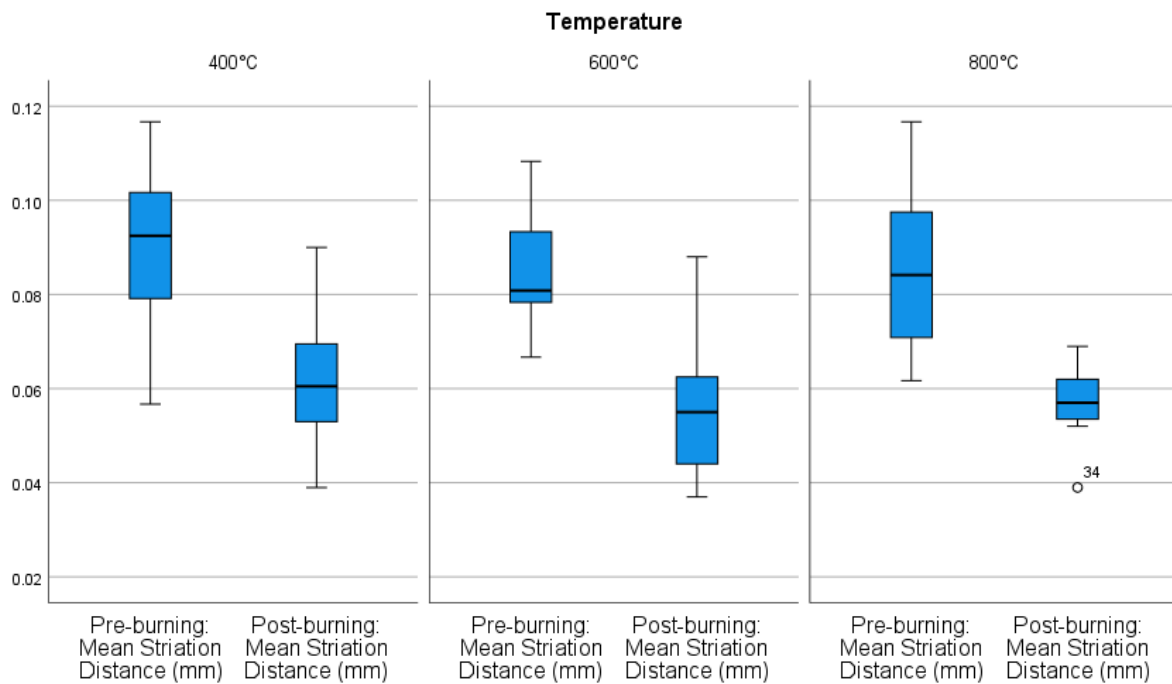 Temperature
400°C
600°C
800°C
0.12
0.10
0.08
0.06
0.04
0.02
34
Pre-burning:
Mean Striation
Distance (mm)
Post-burning:
Mean Striation
Distance (mm)
Pre-burning:
Mean Striation
Distance (mm)
Post-burning:
Mean Striation
Distance (mm)
Pre-burning:
Mean Striation
Distance (mm)
Post-burning:
Mean Striation
Distance (mm)